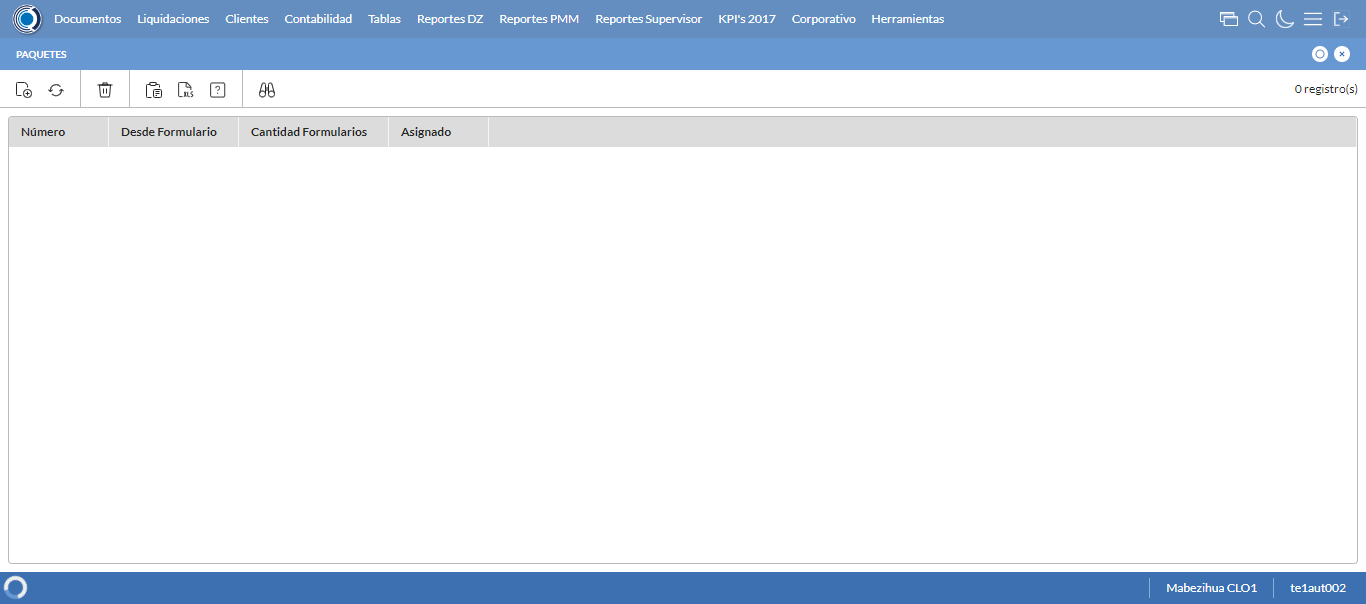 Documentos Liquidaciones Clientes Contabilidad Tablas Reportes DZ Reportes PMM Reportes Supervisor KPI's 2017 Corporativo Herramientas
PAQUETES
XLS ? 0 registro(s)
Número Desde Formulario Cantidad Formularios Asignado
Mabezihua CLO1 te1aut002